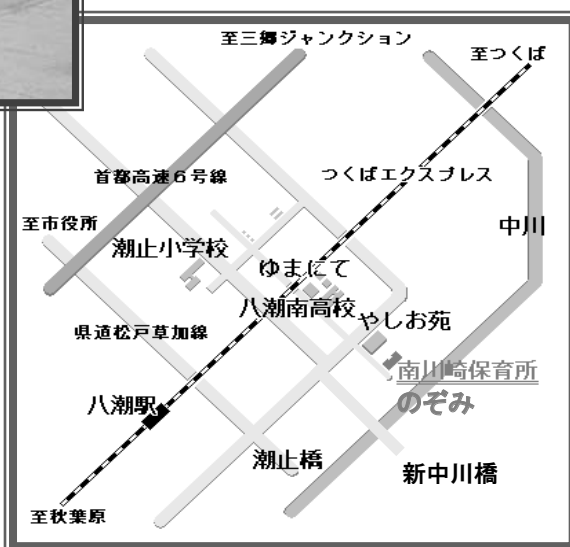 至三郷ジャンクション
至つくば
首都高速６号線
つくばエクスプレス
至市役所
中川
潮止小学校
ゆまにて
八潮南高校
やしお苑
県道松戸草加線
南川崎保育所
のぞみ
八潮駅
潮止橋
新中川橋
至秋葉原